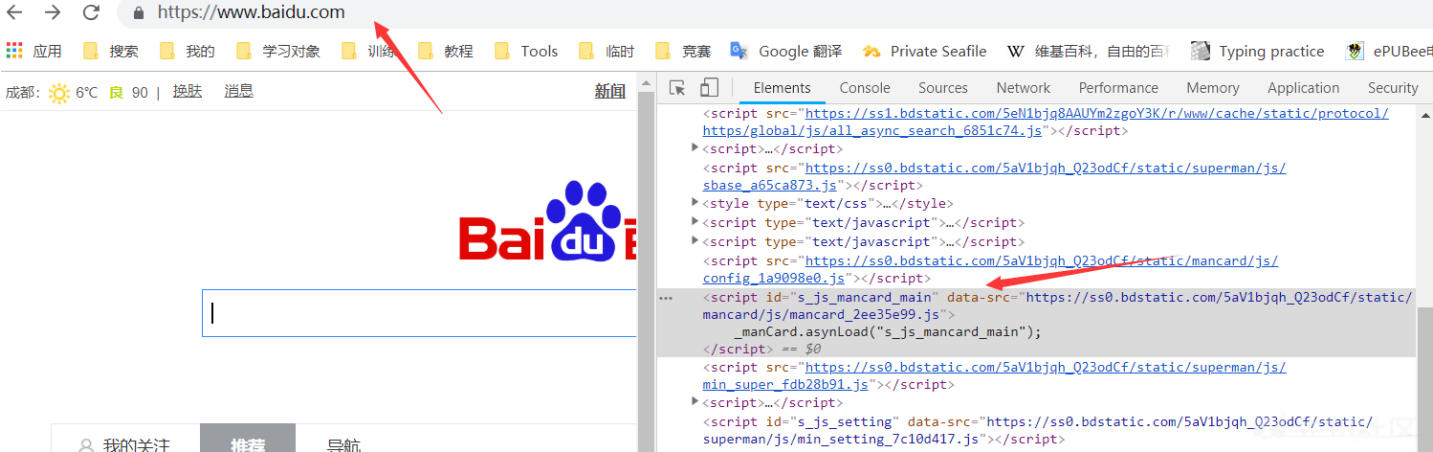 https://www.baidu.com
应用 搜索 我的 学习对象 训练 教程 Tools 临时 竞赛 Google 翻译 Private Seafile W 维基百科，自由的百 Typing practice ePUBee
成都： 6℃ 良 90 | 换肤 消息 新闻
Elements Console Sources Network Performance Memory Application Security
<script src="https://ss1.bdstatic.com/5eN1bjq8AAUYm2zgoY3K/r/www/cache/static/protocol/
https/global/js/all_async_search_6851c74.js"></script>
<script>…</script>
<script src="https://ss0.bdstatic.com/5aV1bjqh_Q23odCf/static/superman/js/
sbase_a65ca873.js"></script>
<style type="text/css">…</style>
<script type="text/javascript">…</script>
<script type="text/javascript">…</script>
<script src="https://ss0.bdstatic.com/5aV1bjqh_Q23odCf/static/mancard/js/
config_1a9098e0.js"></script>
<script id="s_js_mancard_main" data-src="https://ss0.bdstatic.com/5aV1bjqh_Q23odCf/static/
mancard/js/mancard_2ee35e99.js">
_manCard.asynLoad("s_js_mancard_main");
</script> == $0
<script src="https://ss0.bdstatic.com/5aV1bjqh_Q23odCf/static/superman/js/
min_super_fdb28b91.js"></script>
<script>…</script>
<script id="s_js_setting" data-src="https://ss0.bdstatic.com/5aV1bjqh_Q23odCf/static/
superman/js/min_setting_7c10d417.js"></script>
Bai du
我的关注 推荐 导航